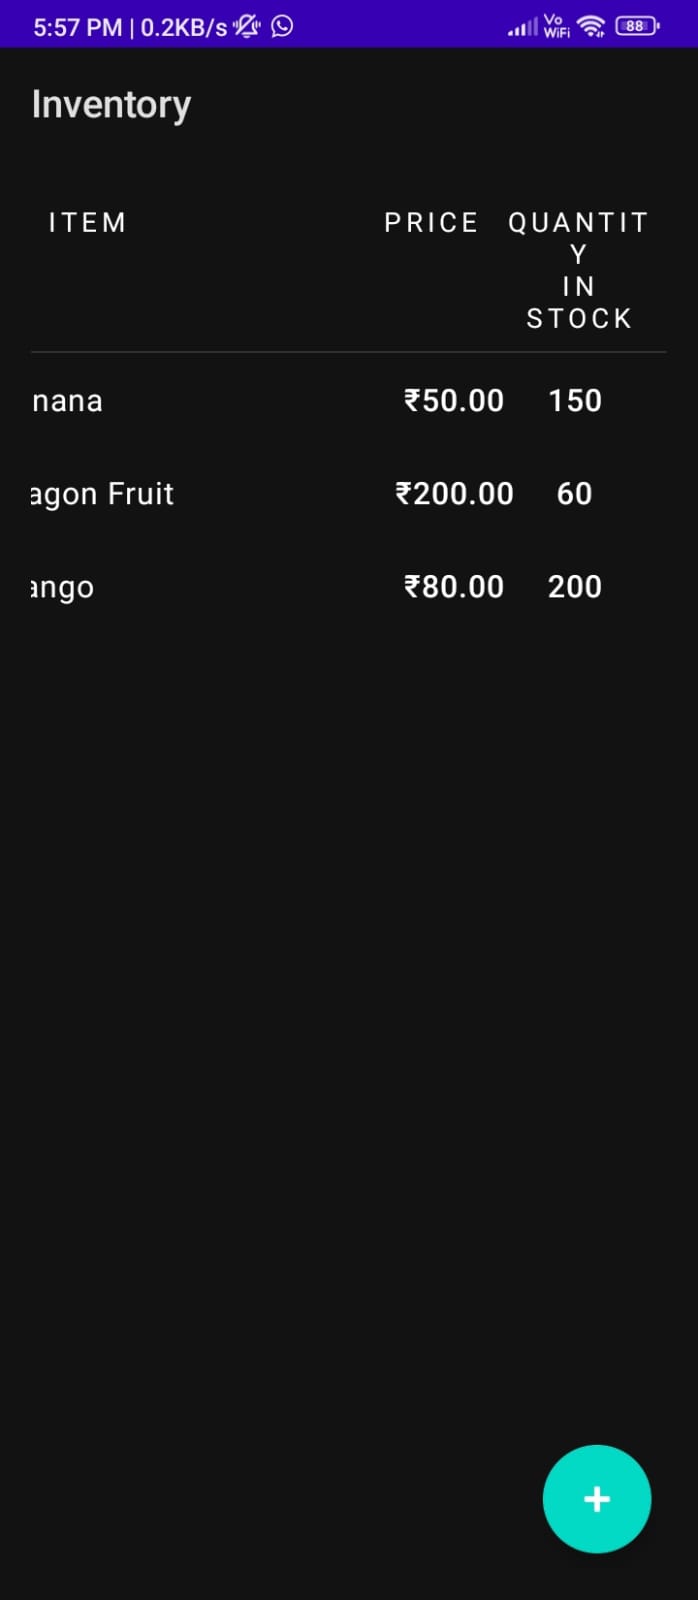 5:57 PM | 0.2KB/s Vo WiFi 88
Inventory
ITEM PRICE QUANTIT
Y
IN
STOCK
nana ₹50.00 150
agon Fruit ₹200.00 60
ango ₹80.00 200
+